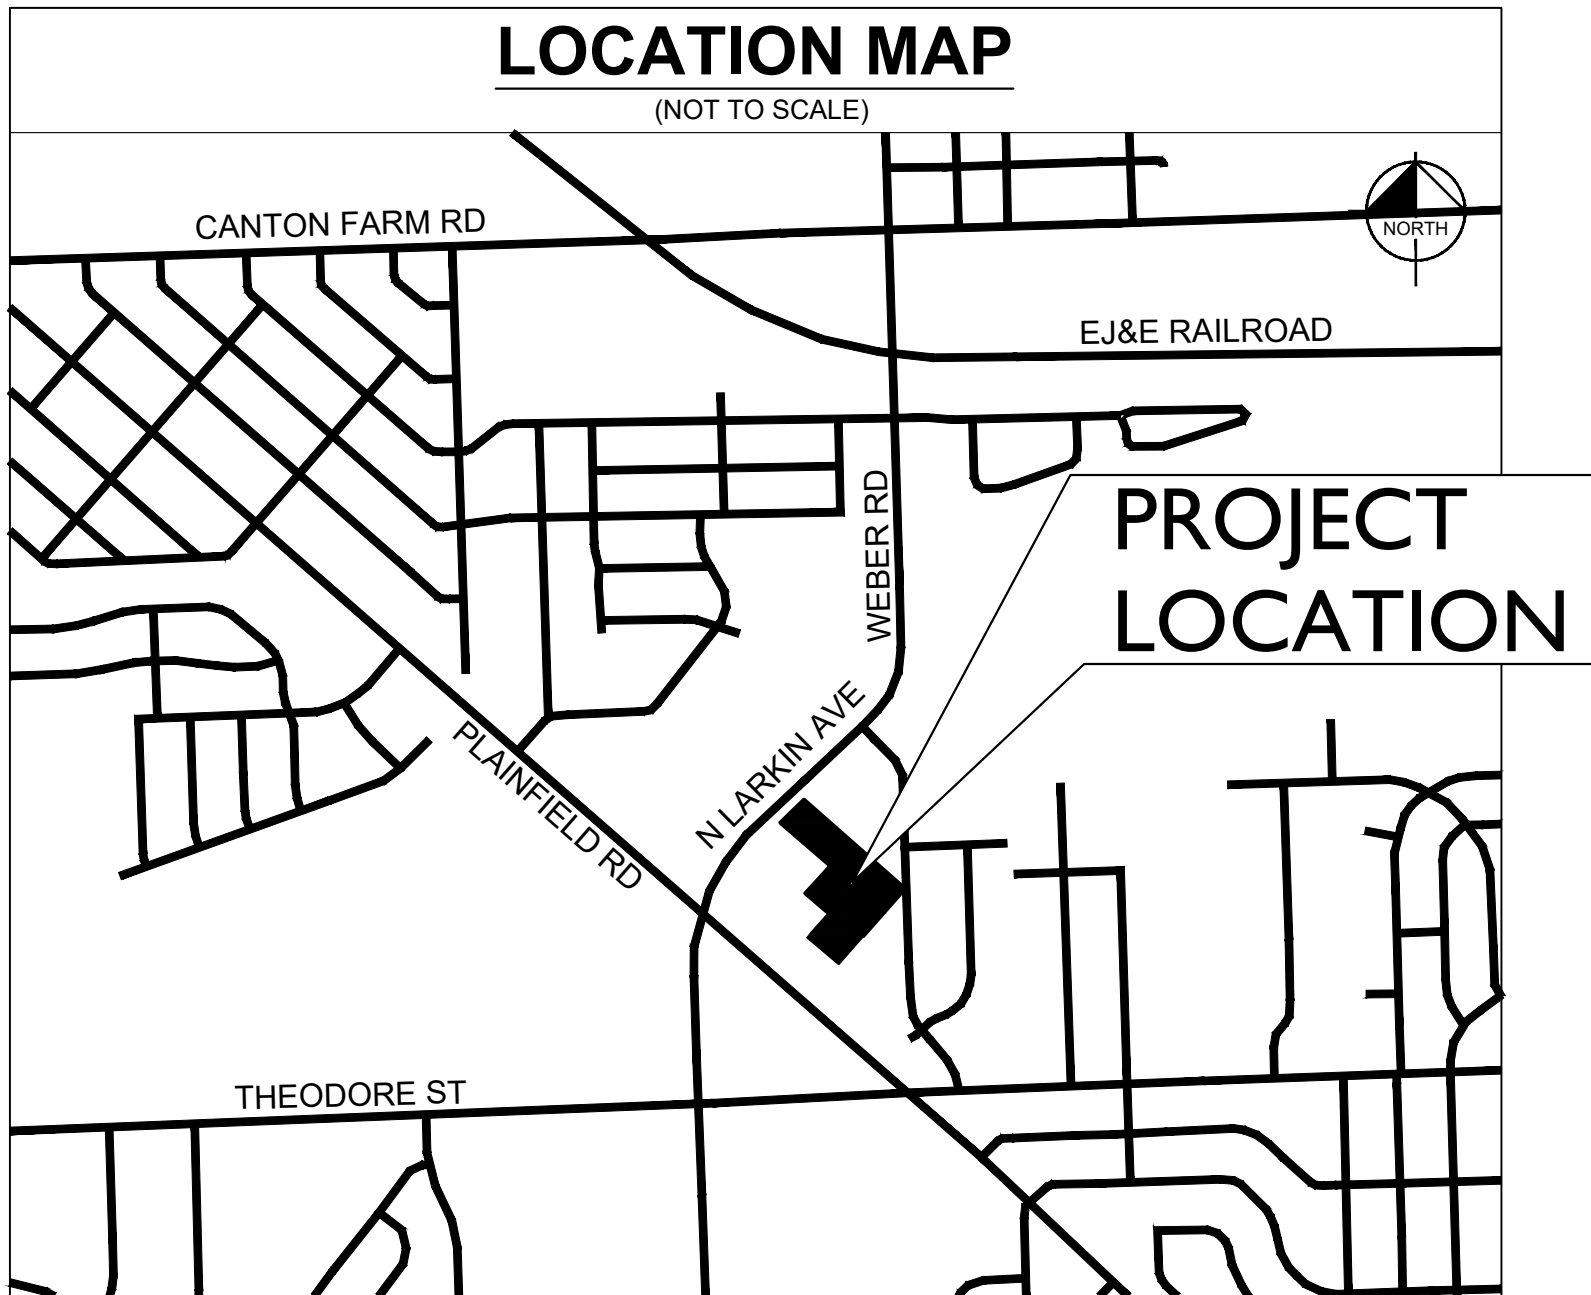 LOCATION MAP
(NOT TO SCALE)
CANTON FARM RD
NORTH
EJ&E RAILROAD
WEBER RD
PROJECT
LOCATION
N LARKIN AVE
PLAINFIELD RD
THEODORE ST